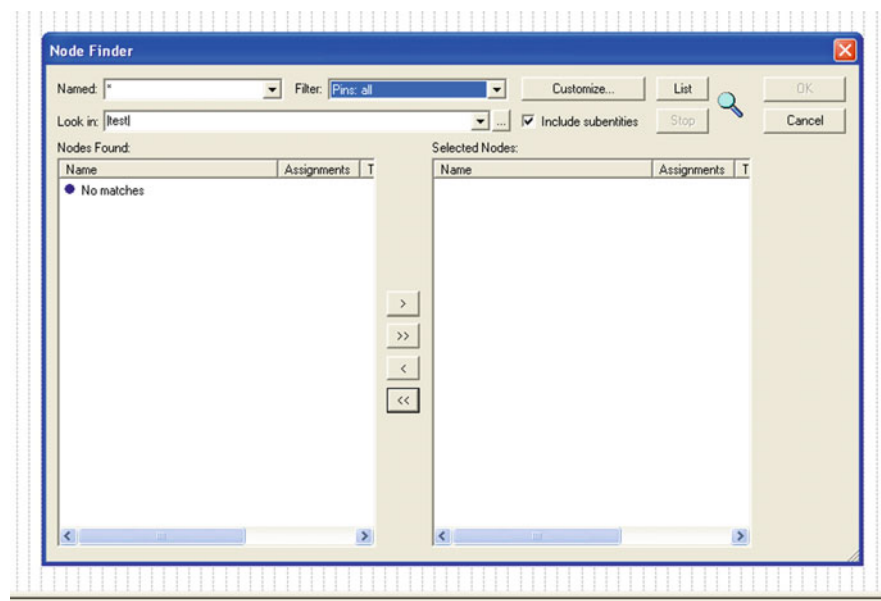 Node Finder
Named: * Filter: Pins: all Customize... List OK
Look in: |test| ... Include subentities Stop Cancel
Nodes Found: Selected Nodes:
Name Assignments T Name Assignments T
No matches
>
>>
<
<<